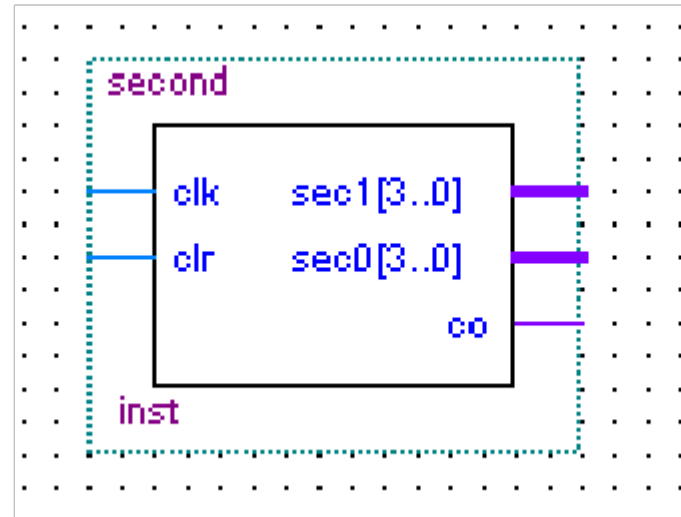 second
clk sec1[3..0]
clr sec0[3..0]
co
inst